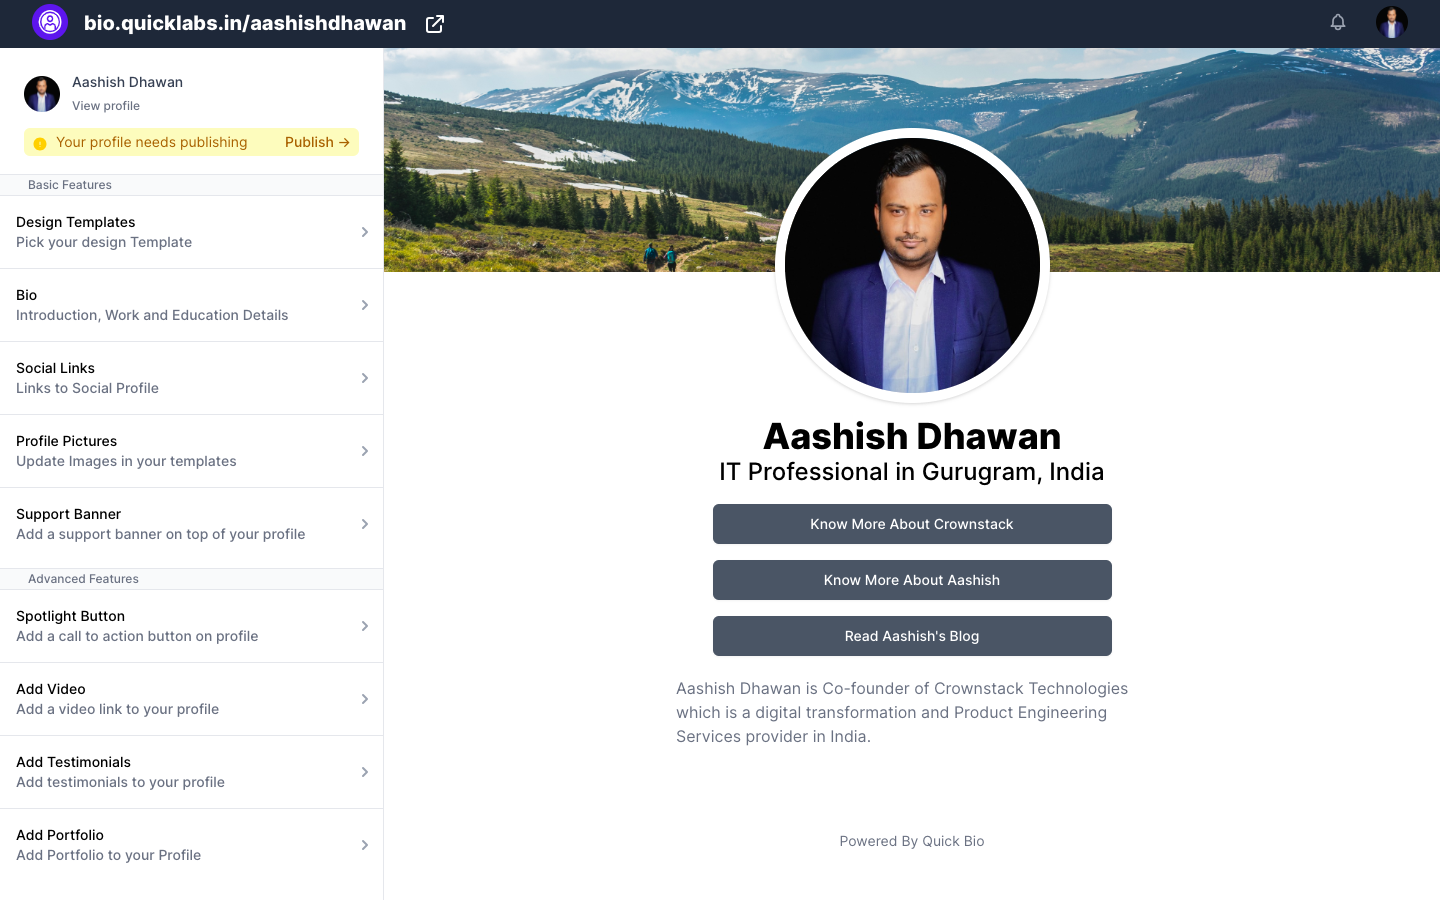 bio.quicklabs.in/aashishdhawan
Aashish Dhawan
View profile
Your profile needs publishing
Publish →
Basic Features
Design Templates
Pick your design Template
Bio
Introduction, Work and Education Details
Social Links
Links to Social Profile
Profile Pictures
Update Images in your templates
Support Banner
Add a support banner on top of your profile
Advanced Features
Spotlight Button
Add a call to action button on profile
Add Video
Add a video link to your profile
Add Testimonials
Add testimonials to your profile
Add Portfolio
Add Portfolio to your Profile
Aashish Dhawan
IT Professional in Gurugram, India
Know More About Crownstack
Know More About Aashish
Read Aashish's Blog
Aashish Dhawan is Co-founder of Crownstack Technologies
which is a digital transformation and Product Engineering
Services provider in India.
Powered By Quick Bio